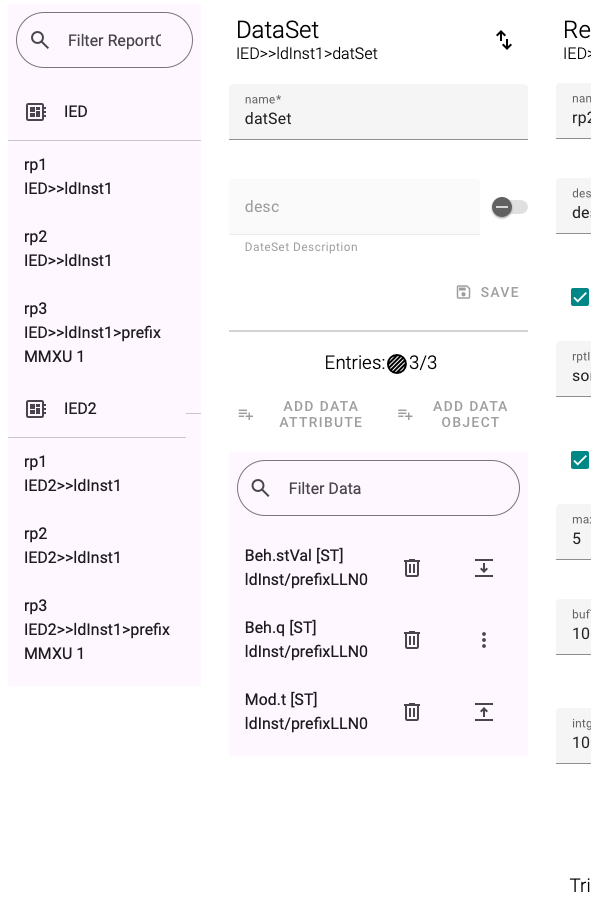 Filter ReportC
IED
rp1
IED>>ldInst1
rp2
IED>>ldInst1
rp3
IED>>ldInst1>prefix
MMXU 1
IED2
rp1
IED2>>ldInst1
rp2
IED2>>ldInst1
rp3
IED2>>ldInst1>prefix
MMXU 1
DataSet
IED>>ldInst1>datSet
name*
datSet
desc
DateSet Description
SAVE
Entries: 3/3
ADD DATA
ATTRIBUTE
ADD DATA
OBJECT
Filter Data
Beh.stVal [ST]
ldInst/prefixLLN0
Beh.q [ST]
ldInst/prefixLLN0
Mod.t [ST]
ldInst/prefixLLN0
Re
IED>
nam
rp2
des
de
rptI
so
max
5
buf
10
intg
10
Tri